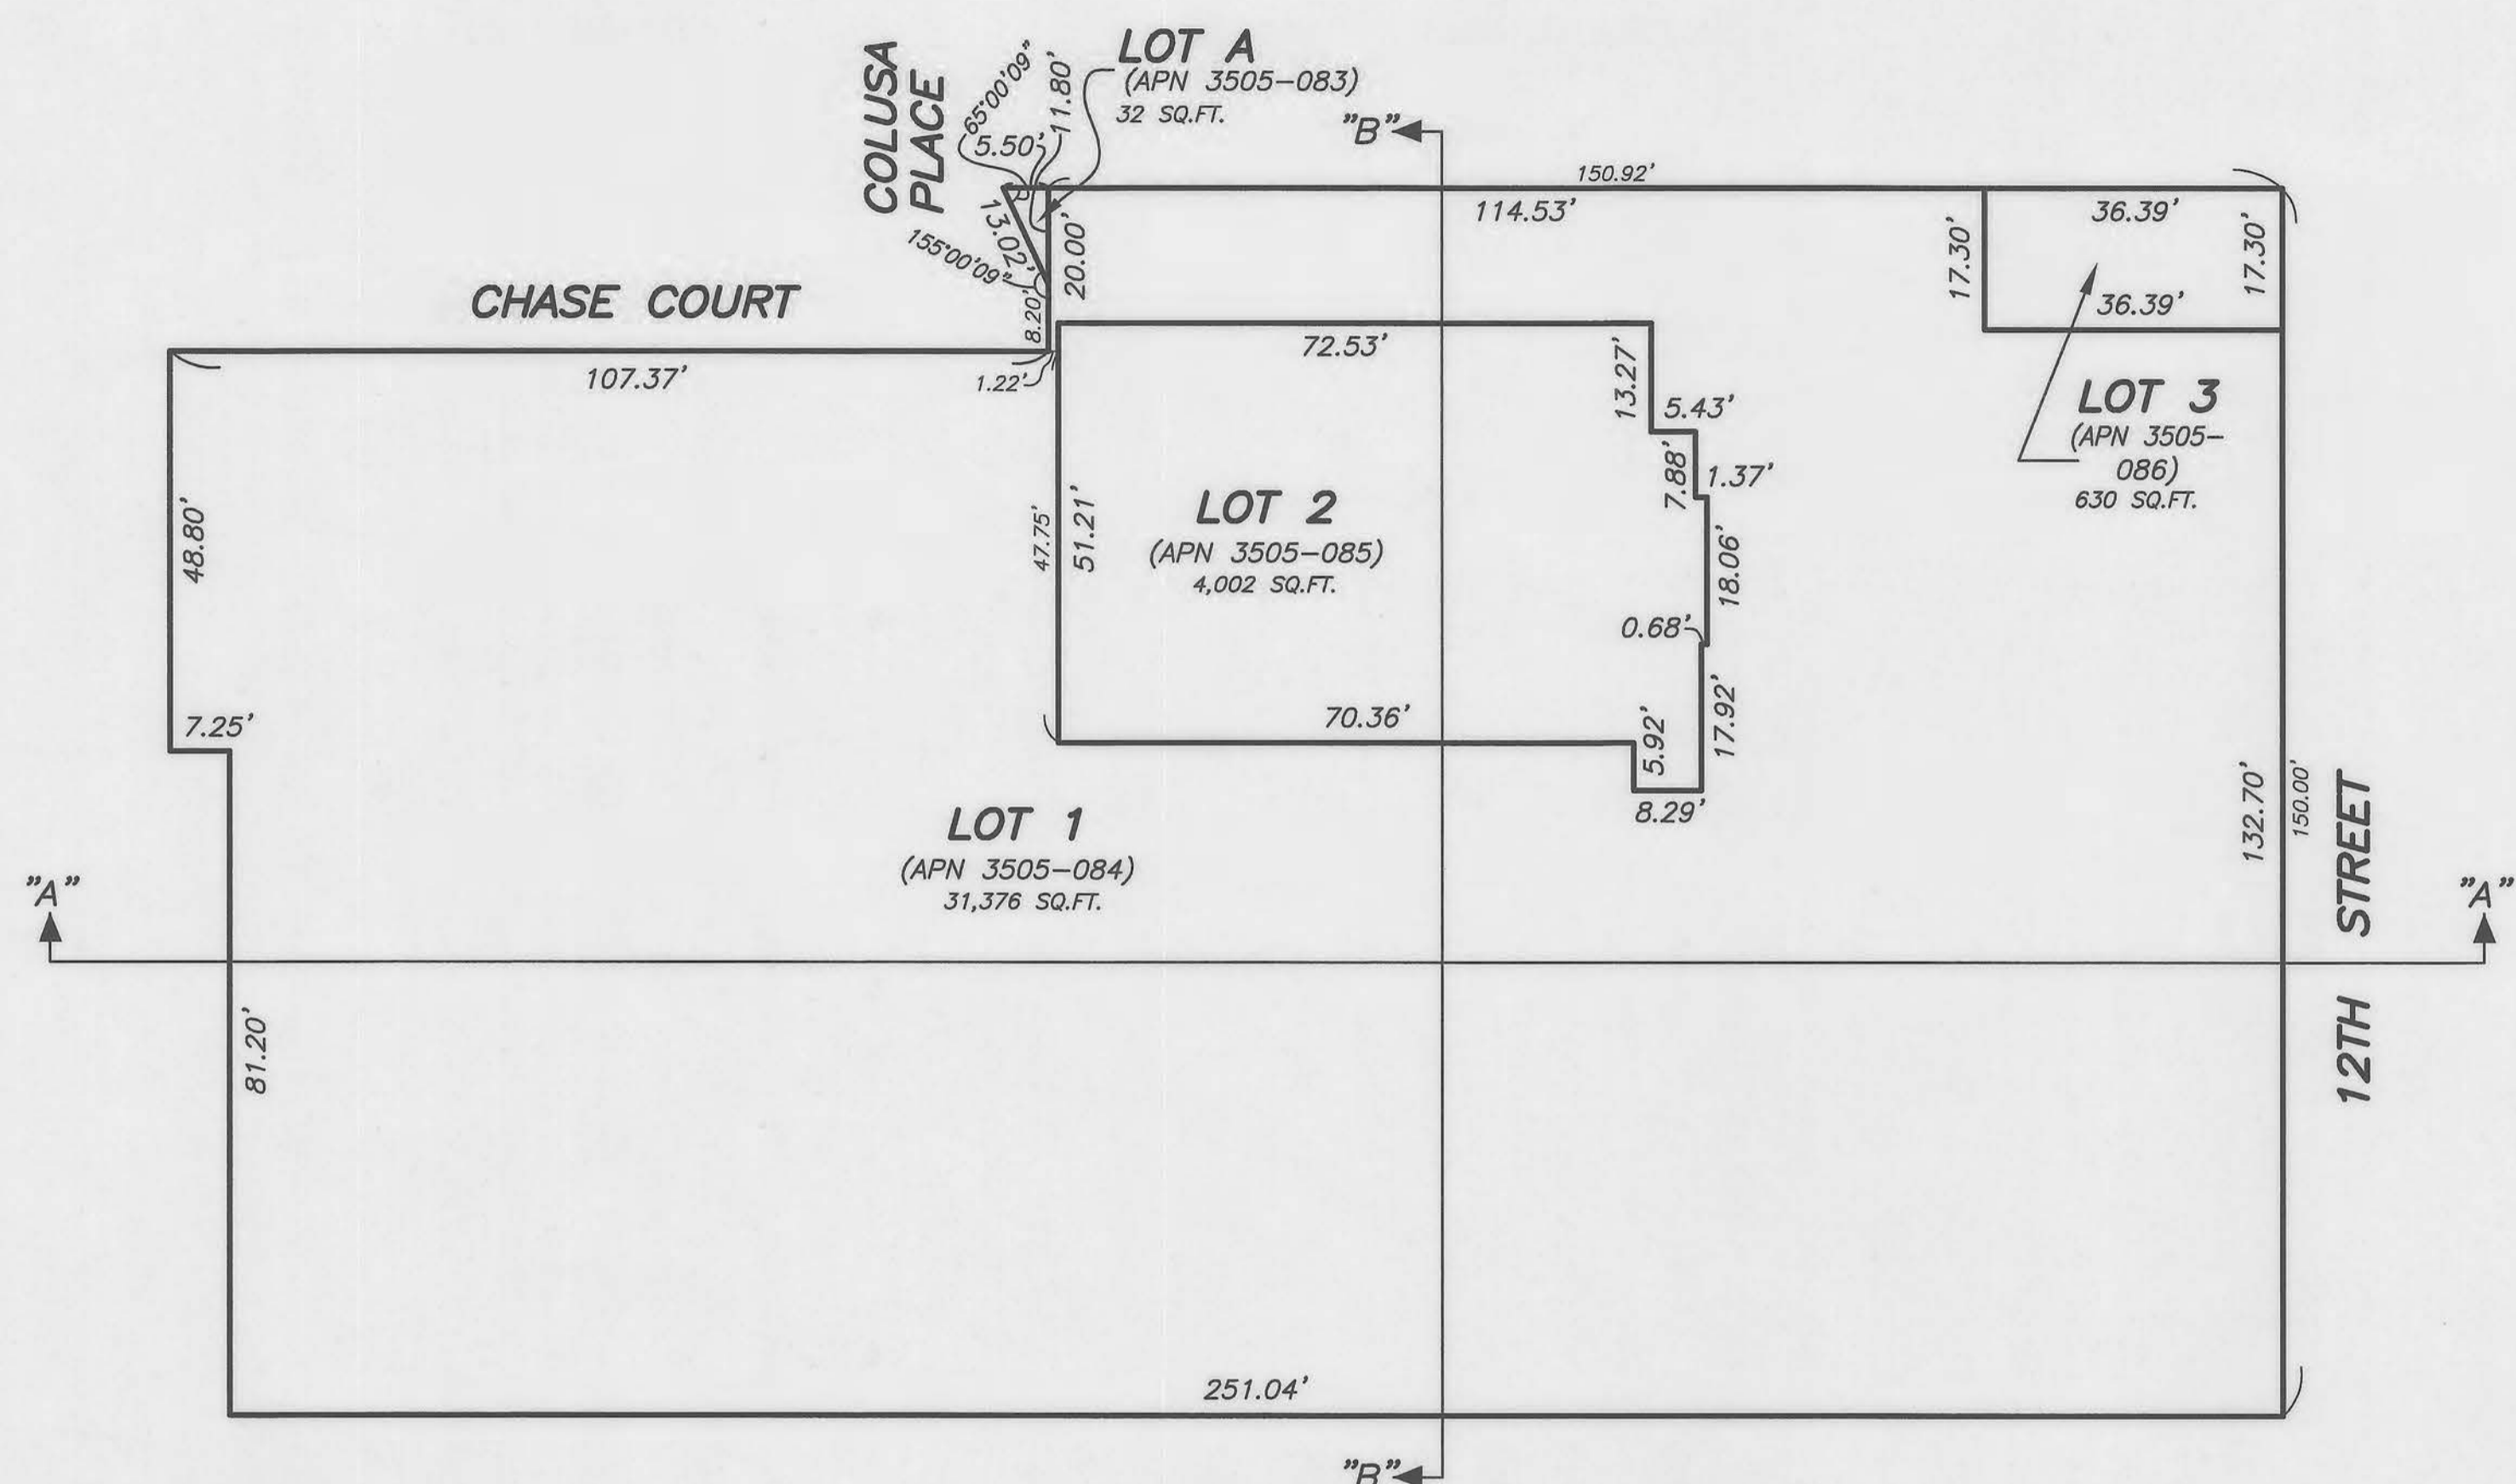 COLUSA
PLACE
65°00'09"
5.50'
11.80'
LOT A
(APN 3505-083)
32 SQ.FT.
"B"
150.92'
114.53'
36.39'
17.30'
17.30'
36.39'
13.02'
155°00'09"
8.20'
20.00'
CHASE COURT
107.37'
1.22'
72.53'
13.27'
5.43'
7.88'
1.37'
18.06'
0.68'
17.92'
5.92'
8.29'
70.36'
47.75'
51.21'
LOT 2
(APN 3505-085)
4,002 SQ.FT.
LOT 3
(APN 3505-
086)
630 SQ.FT.
48.80'
7.25'
LOT 1
(APN 3505-084)
31,376 SQ.FT.
132.70'
150.00'
12TH STREET
"A"
"A"
81.20'
251.04'
"B"